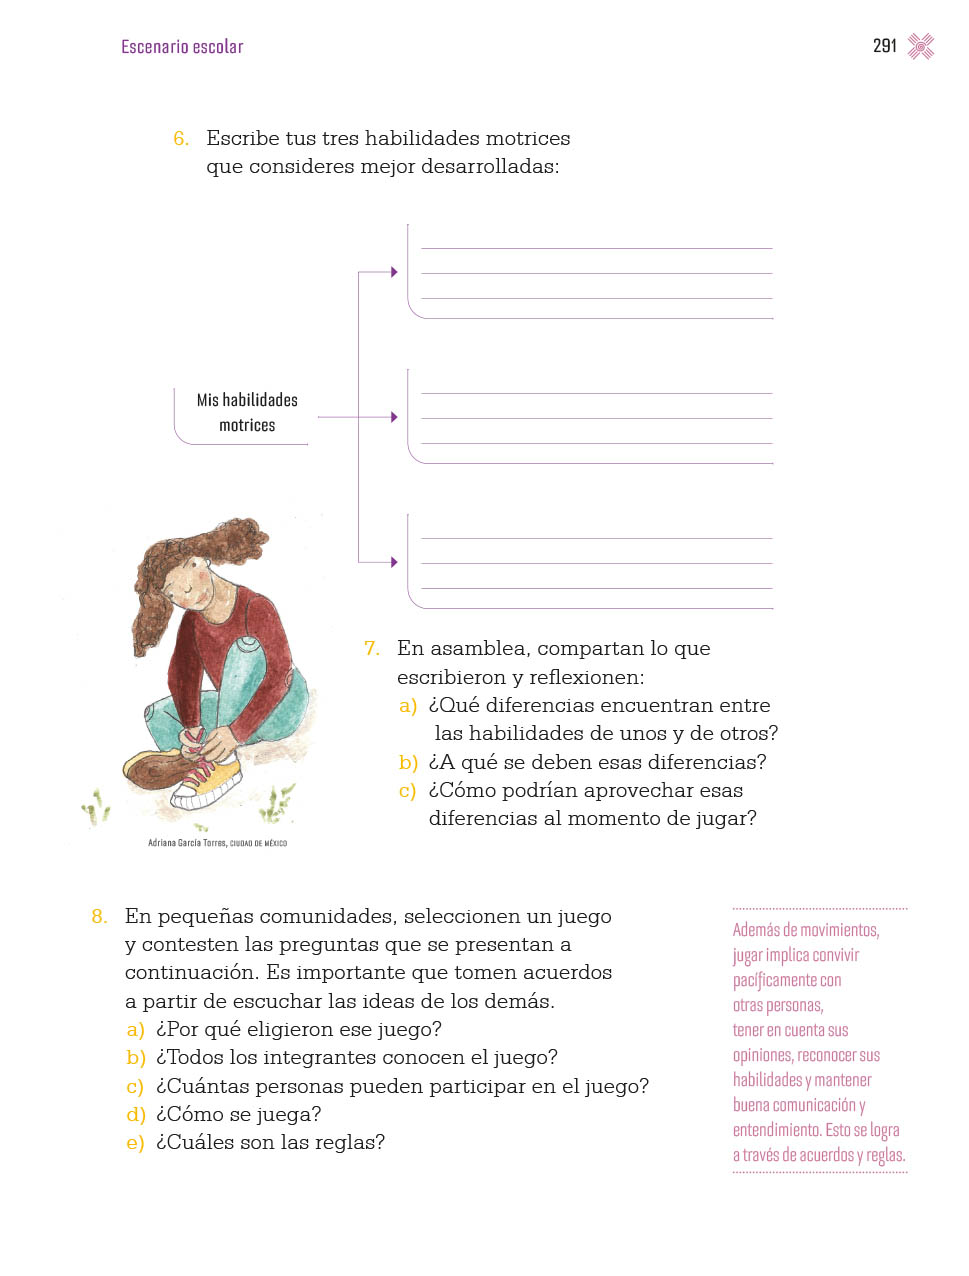 Escenario escolar
291
6. Escribe tus tres habilidades motrices
que consideres mejor desarrolladas:
Mis habilidades
motrices
7. En asamblea, compartan lo que
escribieron y reflexionen:
a) ¿Qué diferencias encuentran entre
las habilidades de unos y de otros?
b) ¿A qué se deben esas diferencias?
c) ¿Cómo podrían aprovechar esas
diferencias al momento de jugar?
Adriana García Torres, CIUDAD DE MÉXICO
8. En pequeñas comunidades, seleccionen un juego
y contesten las preguntas que se presentan a
continuación. Es importante que tomen acuerdos
a partir de escuchar las ideas de los demás.
a) ¿Por qué eligieron ese juego?
b) ¿Todos los integrantes conocen el juego?
c) ¿Cuántas personas pueden participar en el juego?
d) ¿Cómo se juega?
e) ¿Cuáles son las reglas?
Además de movimientos,
jugar implica convivir
pacíficamente con
otras personas,
tener en cuenta sus
opiniones, reconocer sus
habilidades y mantener
buena comunicación y
entendimiento. Esto se logra
a través de acuerdos y reglas.